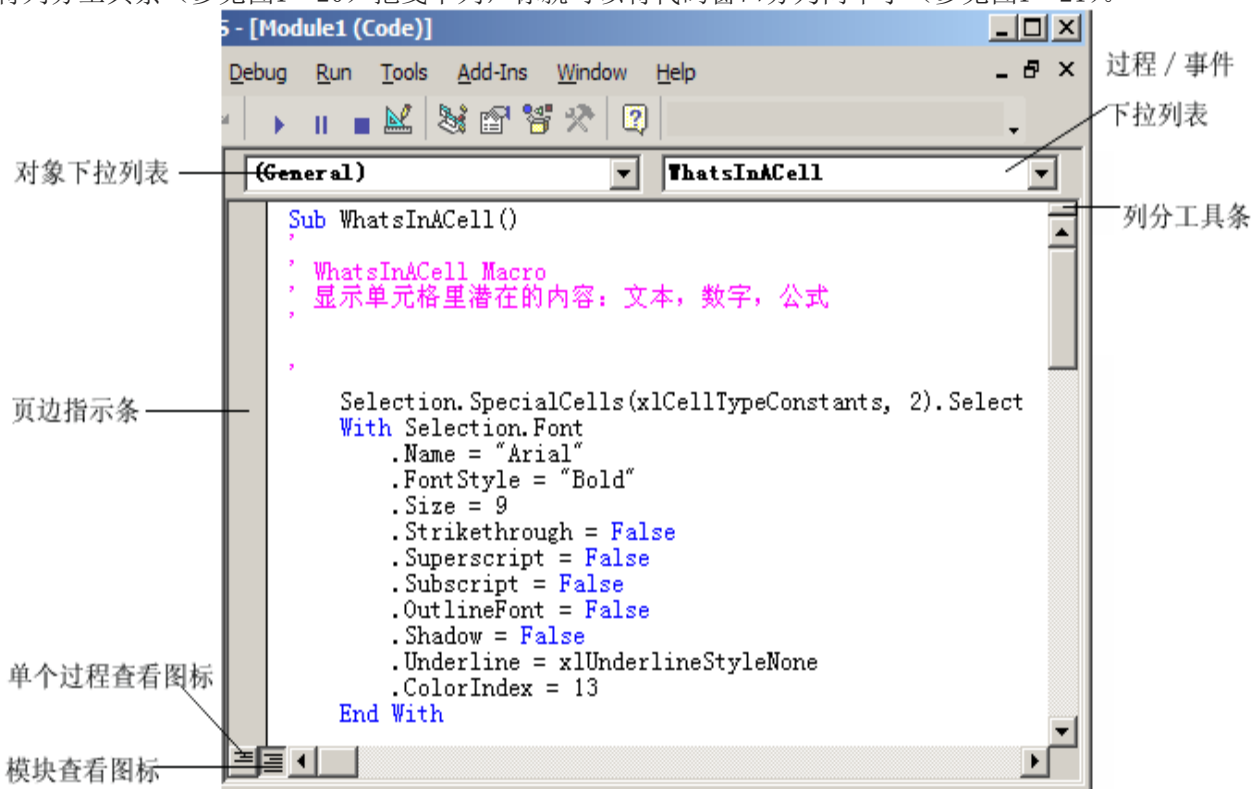 5 - [Module1 (Code)]
Debug Run Tools Add-Ins Window Help
过程 / 事件
下拉列表
对象下拉列表
(General)
WhatsInACell
列分工具条
Sub WhatsInACell()
'
' WhatsInACell Macro
' 显示单元格里潜在的内容：文本，数字，公式
'
'
Selection.SpecialCells(xlCellTypeConstants, 2).Select
页边指示条
With Selection.Font
.Name = "Arial"
.FontStyle = "Bold"
.Size = 9
.Strikethrough = False
.Superscript = False
.Subscript = False
.OutlineFont = False
.Shadow = False
.Underline = xlUnderlineStyleNone
单个过程查看图标
.ColorIndex = 13
End With
模块查看图标